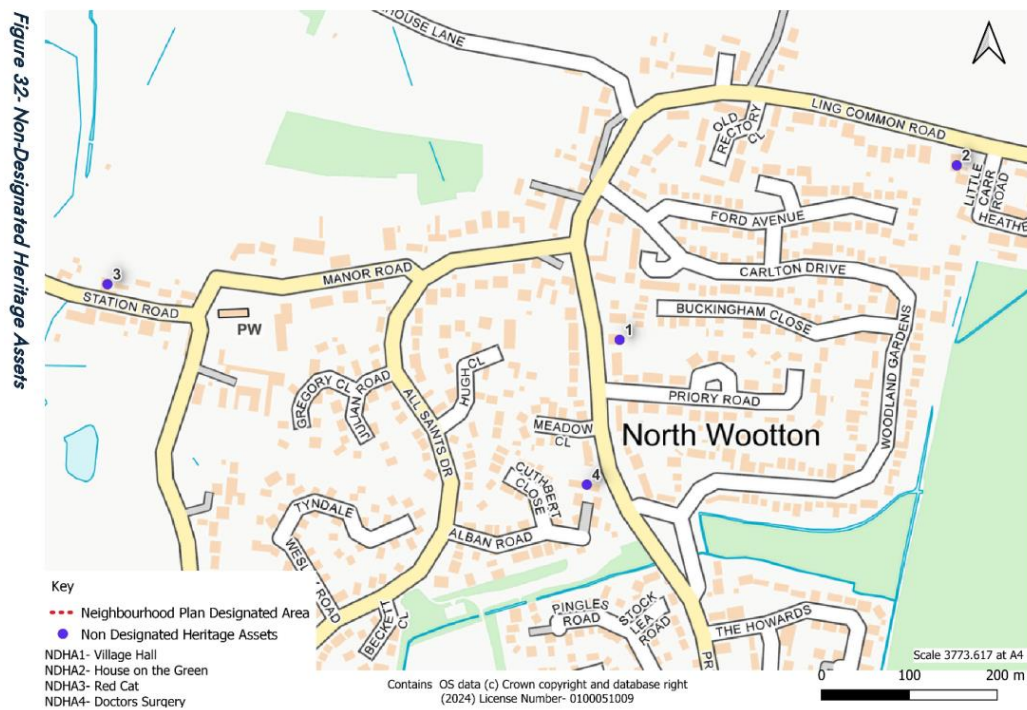 Figure 32- Non-Designated Heritage Assets
HOUSE LANE
LING COMMON ROAD
OLD
RECTORY
CL
2
LITTLE
CARR
ROAD
HEATH
FORD AVENUE
3
MANOR ROAD
CARLTON DRIVE
STATION ROAD
PW
BUCKINGHAM CLOSE
1
WOODLAND GARDENS
HUGH CL
GREGORY CL
JULIAN ROAD
ALL SAINTS DR
PRIORY ROAD
MEADOW
CL
North Wootton
4
CUTHBERT
CLOSE
TYNDALE
ALBAN ROAD
WESL
ROAD
BECKETT
CL
PINGLES
ROAD
STOCK
LEA
ROAD
THE HOWARDS
PR
Key
Neighbourhood Plan Designated Area
Non Designated Heritage Assets
NDHA1- Village Hall
NDHA2- House on the Green
NDHA3- Red Cat
NDHA4- Doctors Surgery
Contains OS data (c) Crown copyright and database right
(2024) License Number- 0100051009
Scale 3773.617 at A4
0 100 200 m